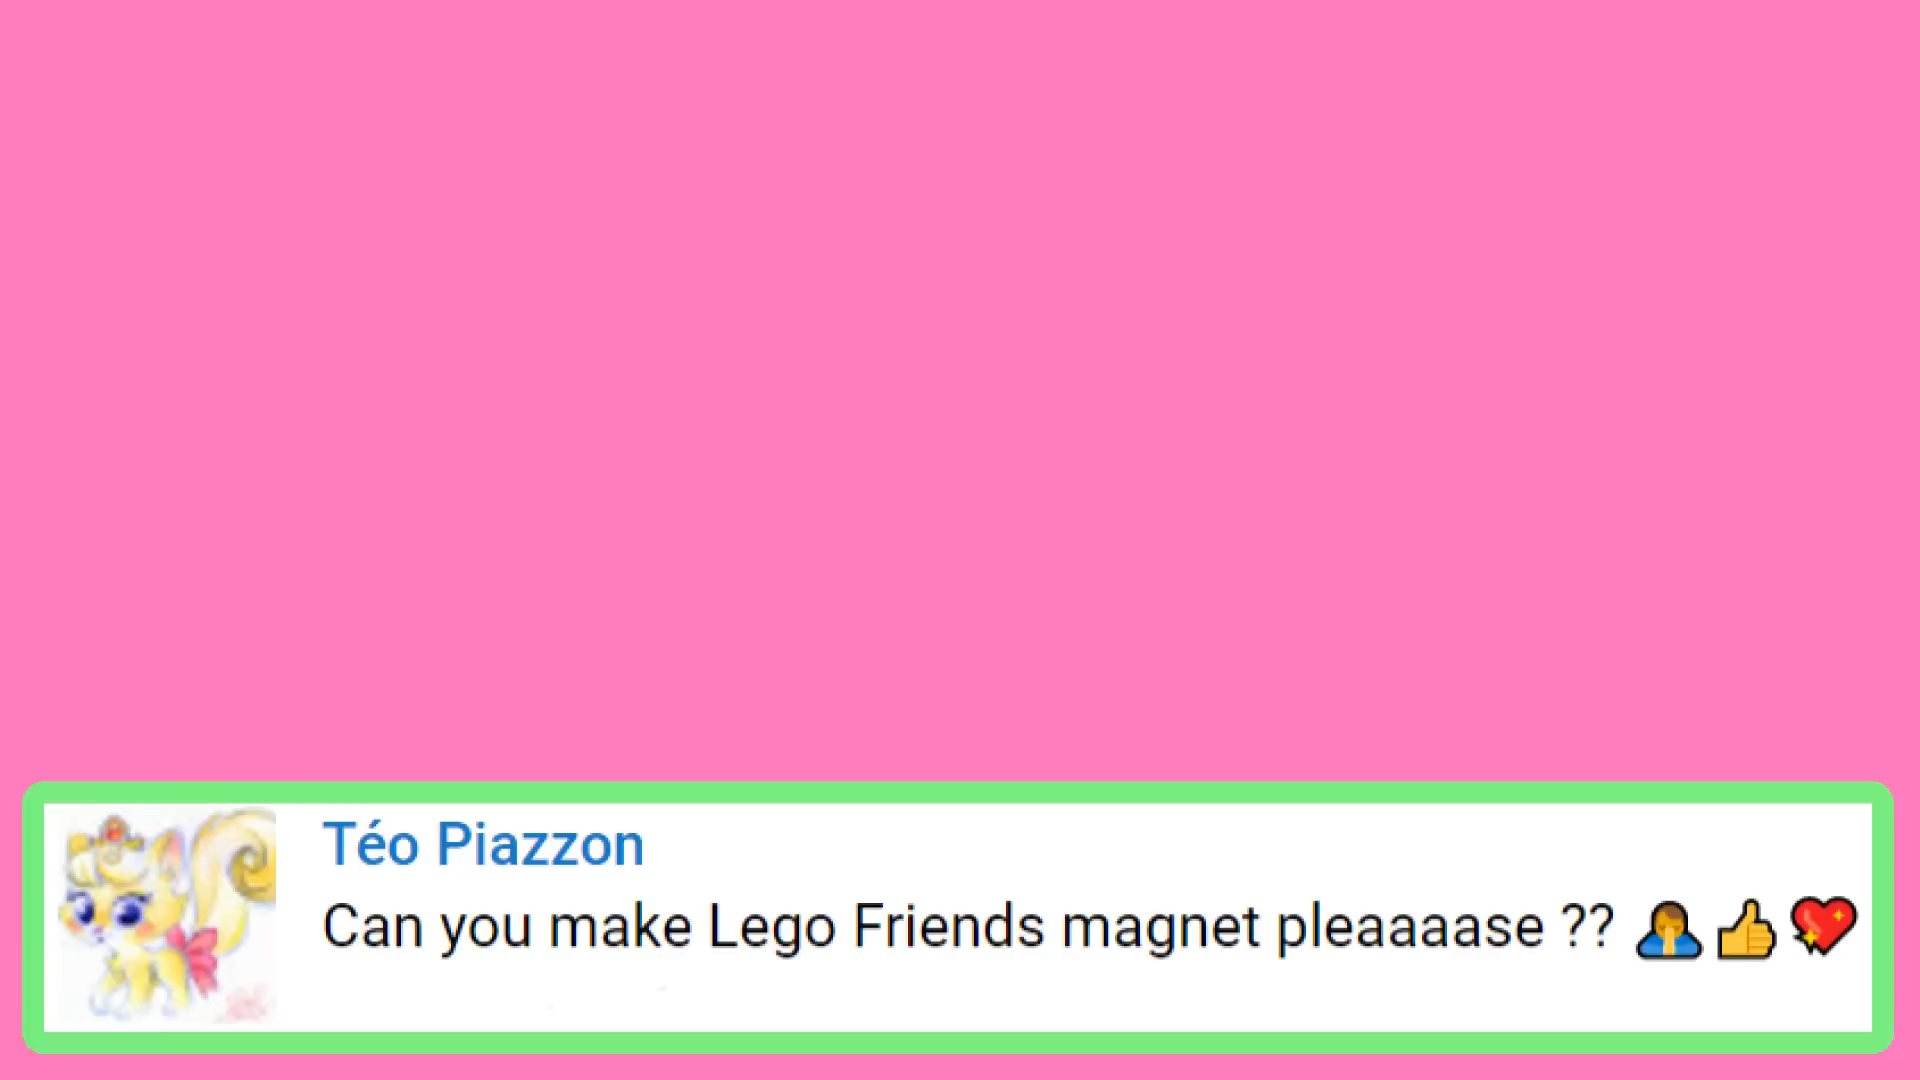 Téo Piazzon
Can you make Lego Friends magnet pleaaaase ?? 🤦‍♂️👍💖